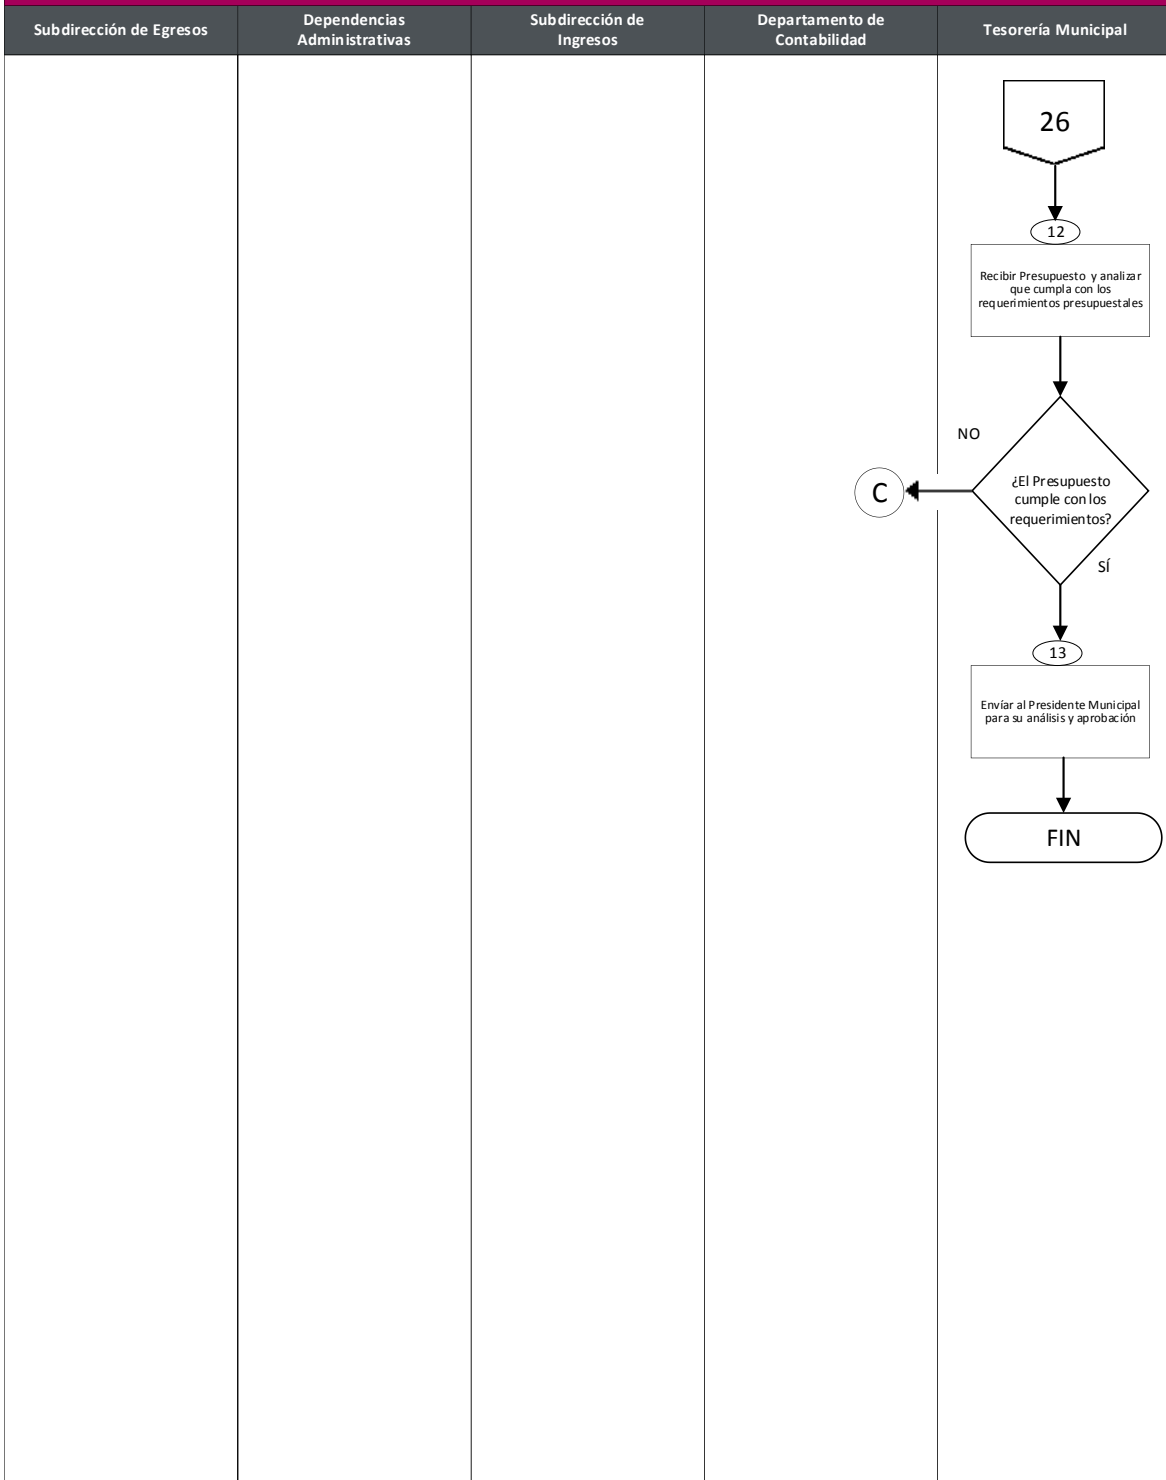 Subdirección de Egresos
Dependencias
Administrativas
Subdirección de
Ingresos
Departamento de
Contabilidad
Tesorería Municipal
26
12
Recibir Presupuesto y analizar
que cumpla con los
requerimientos presupuestales
NO
C
¿El Presupuesto
cumple con los
requerimientos?
SÍ
13
Envíar al Presidente Municipal
para su análisis y aprobación
FIN